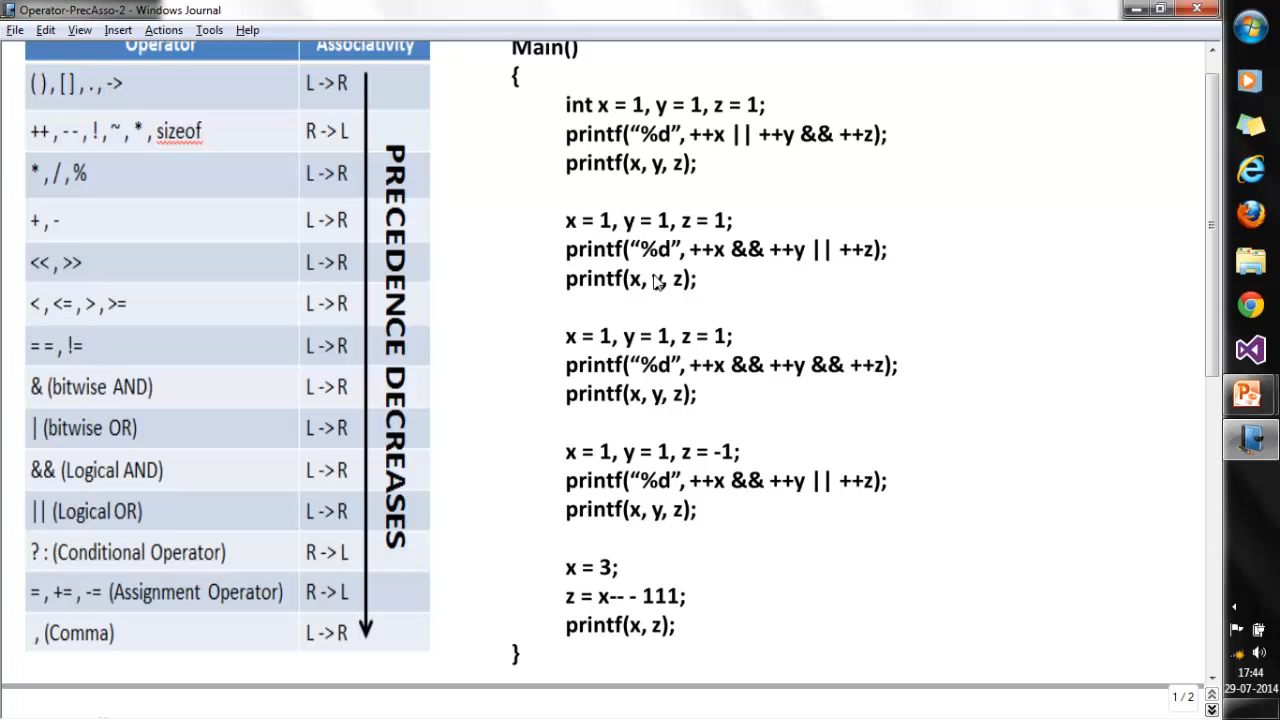 Operator-PrecAsso-2 - Windows Journal
File Edit View Insert Actions Tools Help
Operator Associativity
( ) , [ ] , . , -> L ->R
++ , - - , ! , ~ , * , sizeof R -> L
* , / , % L ->R
+ , - L ->R
<< , >> L ->R
< , <= , > , >= L ->R
= = , != L ->R
& (bitwise AND) L ->R
| (bitwise OR) L ->R
&& (Logical AND) L ->R
|| (Logical OR) L ->R
? : (Conditional Operator) R -> L
= , += , -= (Assignment Operator) R -> L
, (Comma) L ->R
PRECEDENCE DECREASES
Main()
{
int x = 1, y = 1, z = 1;
printf(“%d”, ++x || ++y && ++z);
printf(x, y, z);
x = 1, y = 1, z = 1;
printf(“%d”, ++x && ++y || ++z);
printf(x, y, z);
x = 1, y = 1, z = 1;
printf(“%d”, ++x && ++y && ++z);
printf(x, y, z);
x = 1, y = 1, z = -1;
printf(“%d”, ++x && ++y || ++z);
printf(x, y, z);
x = 3;
z = x-- - 111;
printf(x, z);
}
1 / 2
17:44
29-07-2014